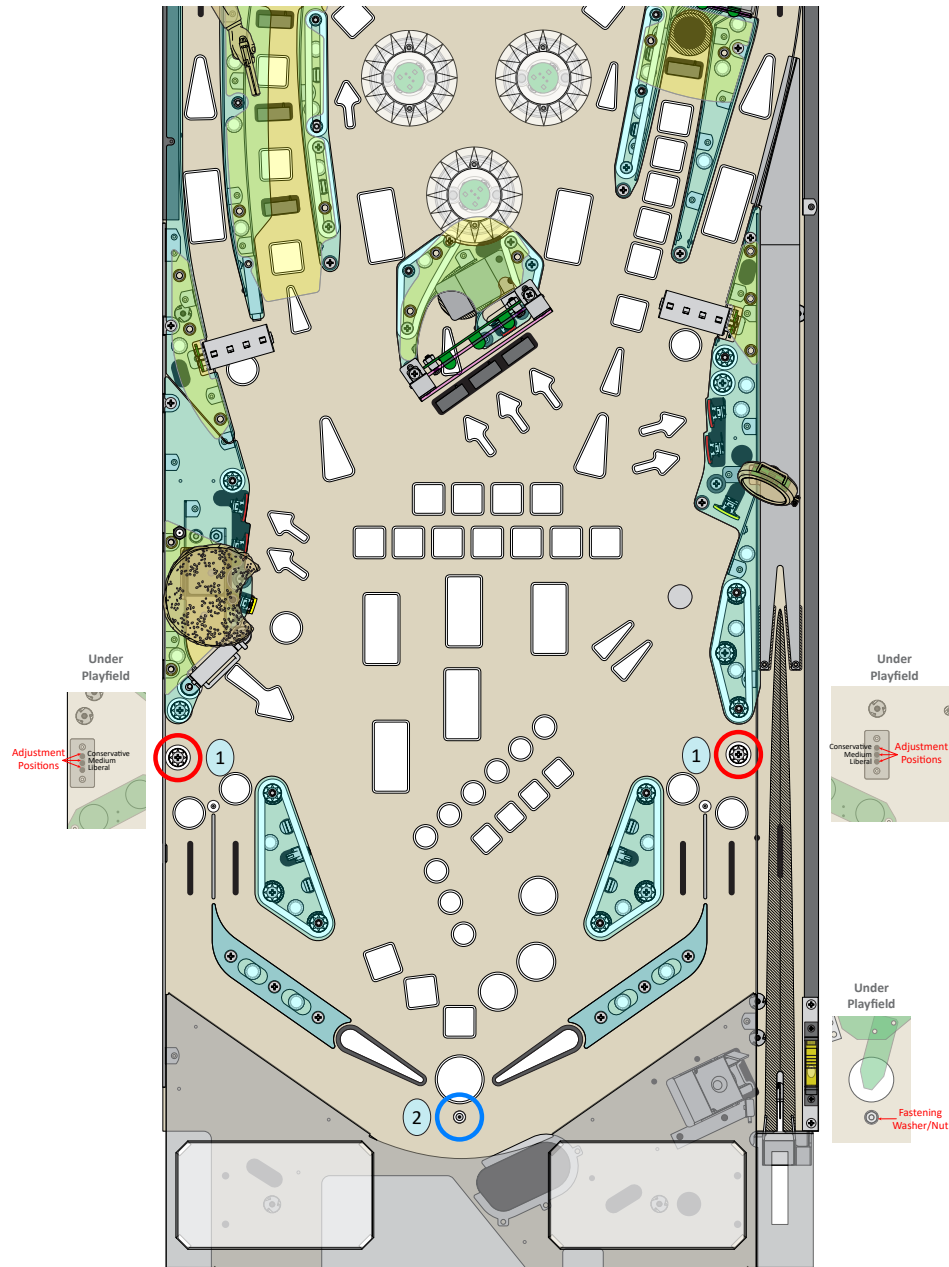 Under
Playfield
Adjustment
Positions
Conservative
Medium
Liberal
1
1
Under
Playfield
Conservative
Medium
Liberal
Adjustment
Positions
Under
Playfield
Fastening
Washer/Nut
2